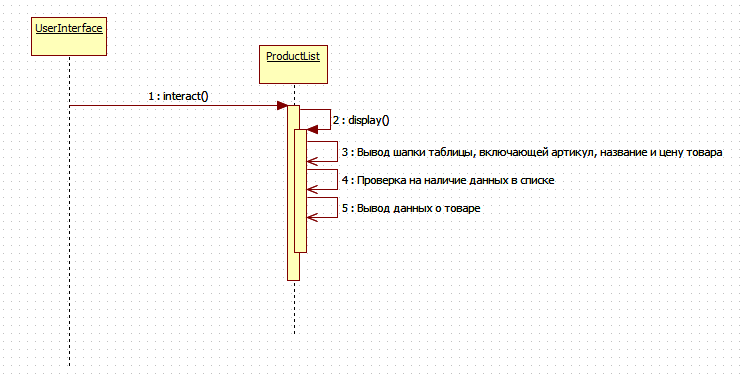 UserInterface
ProductList
1 : interact()
2 : display()
3 : Вывод шапки таблицы, включающей артикул, название и цену товара
4 : Проверка на наличие данных в списке
5 : Вывод данных о товаре